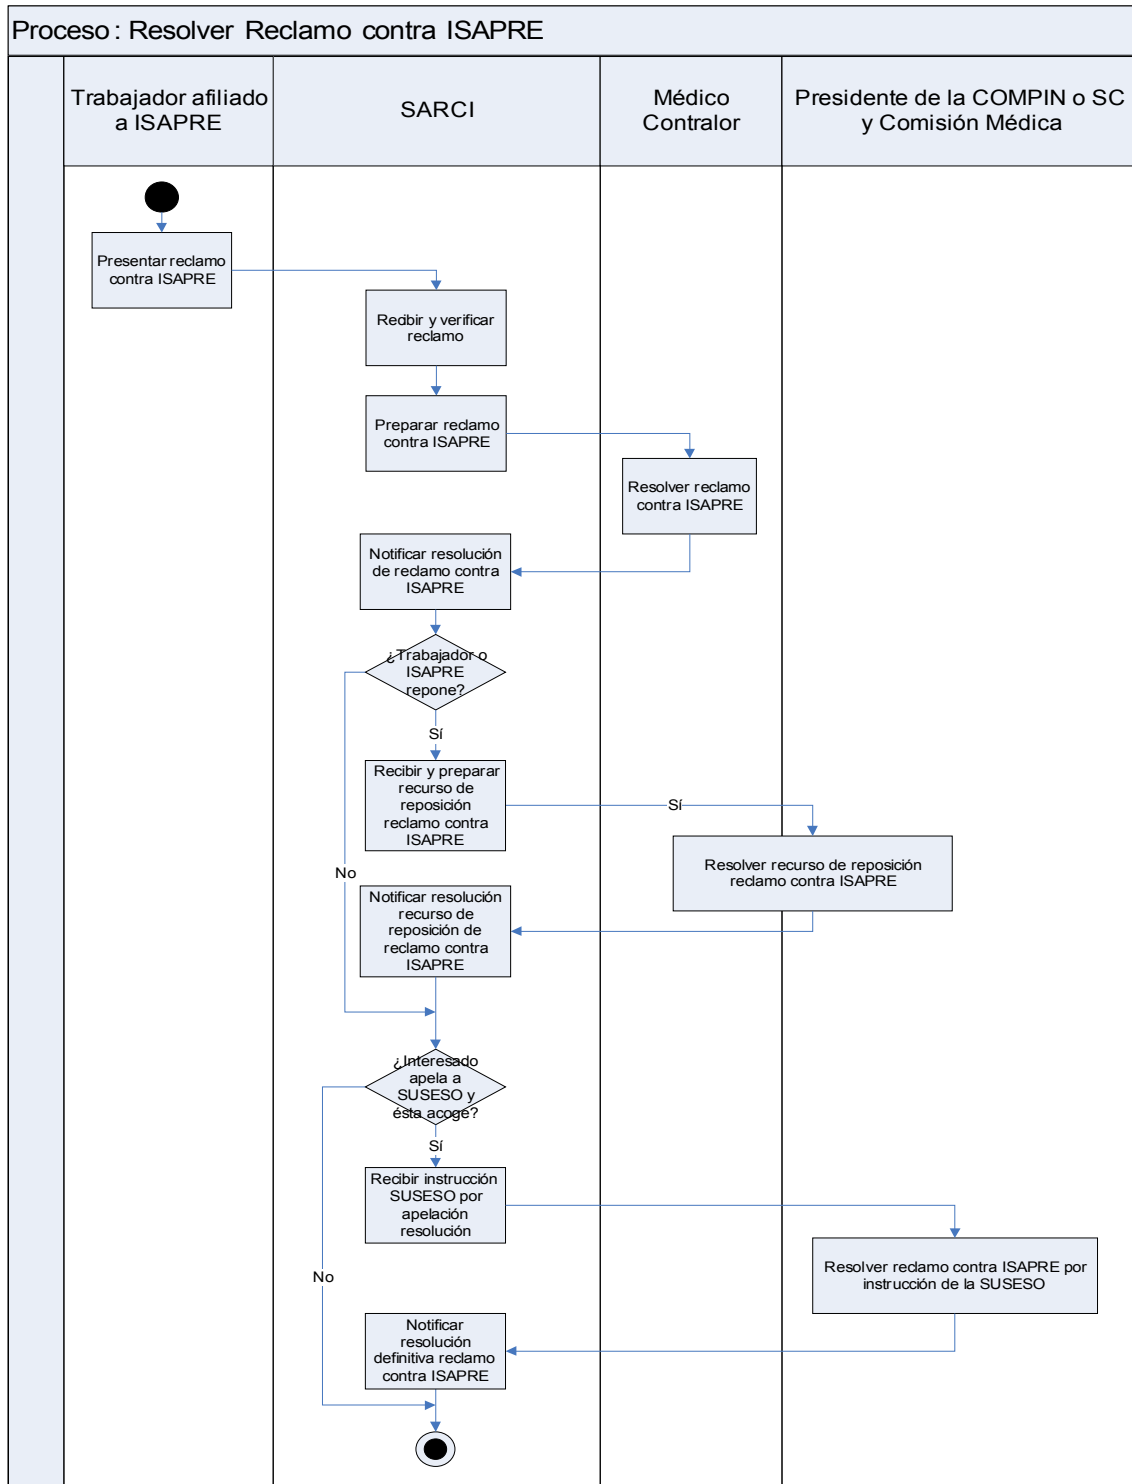 Proceso: Resolver Reclamo contra ISAPRE
Trabajador afiliado
a ISAPRE
SARCI
Médico
Contralor
Presidente de la COMPIN o SC
y Comisión Médica
Presentar reclamo
contra ISAPRE
Recibir y verificar
reclamo
Preparar reclamo
contra ISAPRE
Resolver reclamo
contra ISAPRE
Notificar resolución
de reclamo contra
ISAPRE
¿Trabajador o
ISAPRE
repone?
Sí
Recibir y preparar
recurso de
reposición
reclamo contra
ISAPRE
Sí
Resolver recurso de reposición
reclamo contra ISAPRE
No
Notificar resolución
recurso de
reposición de
reclamo contra
ISAPRE
¿Interesado
apela a
SUSESO y
ésta acoge?
Sí
Recibir instrucción
SUSESO por
apelación
resolución
Resolver reclamo contra ISAPRE por
instrucción de la SUSESO
No
Notificar
resolución
definitiva reclamo
contra ISAPRE